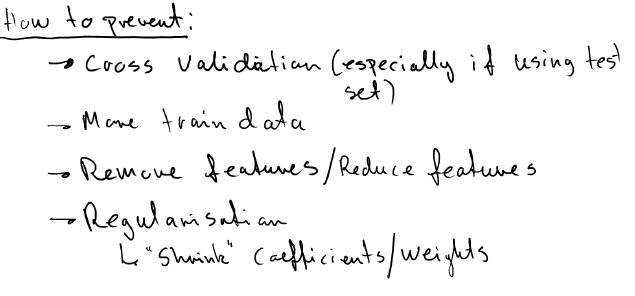 How to prevent:
→ Cross Validation (especially if using test
set)
→ More train data
→ Remove features/Reduce features
→ Regularisation
↳ "Shrink" Coefficients/weights